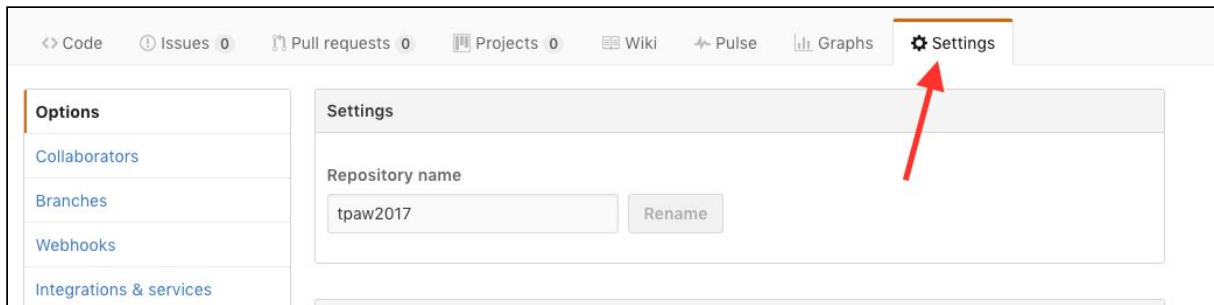 Code Issues 0 Pull requests 0 Projects 0 Wiki Pulse Graphs Settings
Options
Collaborators
Branches
Webhooks
Integrations & services
Settings
Repository name
tpaw2017 Rename